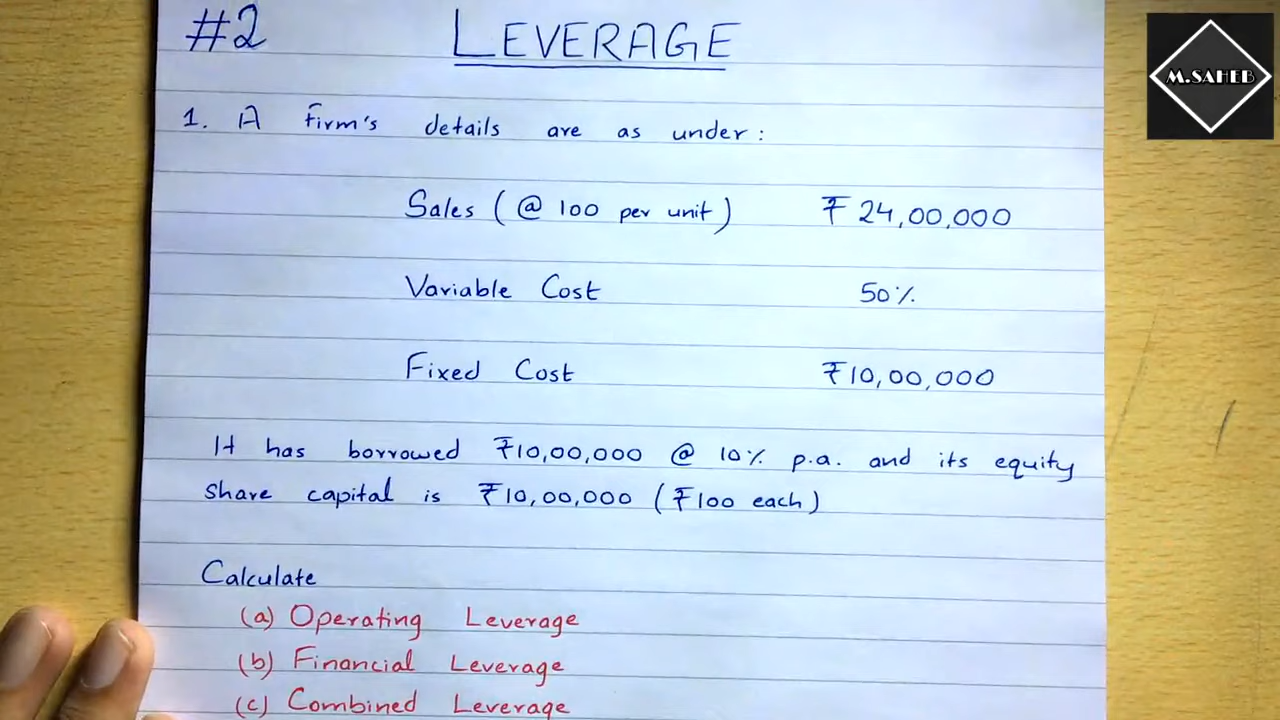 #2 LEVERAGE
M.SAHEB
1. A firm's details are as under :
Sales ( @ 100 per unit ) ₹ 24,00,000
Variable Cost 50%
Fixed Cost ₹10,00,000
It has borrowed ₹10,00,000 @ 10% p.a. and its equity
share capital is ₹10,00,000 ( ₹100 each )
Calculate
(a) Operating Leverage
(b) Financial Leverage
(c) Combined Leverage